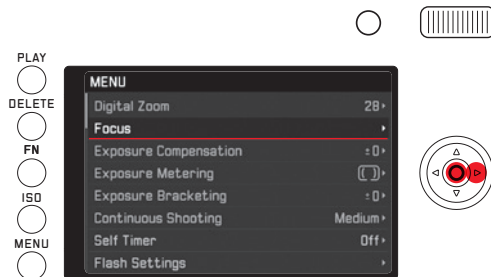 PLAY
DELETE
FN
ISO
MENU
MENU
Digital Zoom 28
Focus
Exposure Compensation ±0
Exposure Metering
Exposure Bracketing ±0
Continuous Shooting Medium
Self Timer Off
Flash Settings